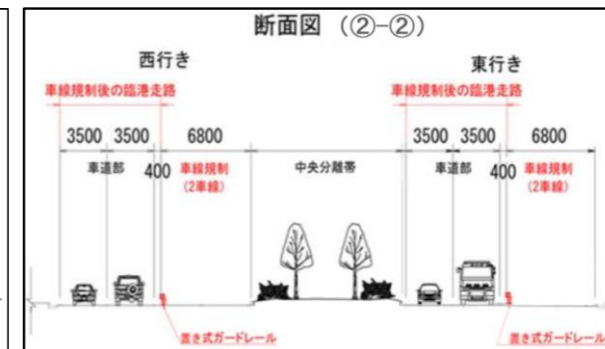 断面図 (②-②)
西行き
東行き
車線規制後の臨港走路
車線規制後の臨港走路
3500 3500 6800 3500 3500 6800
車道部 400 車線規制 中央分離帯 車道部 400 車線規制
(2車線) (2車線)
置き式ガードレール
置き式ガードレール